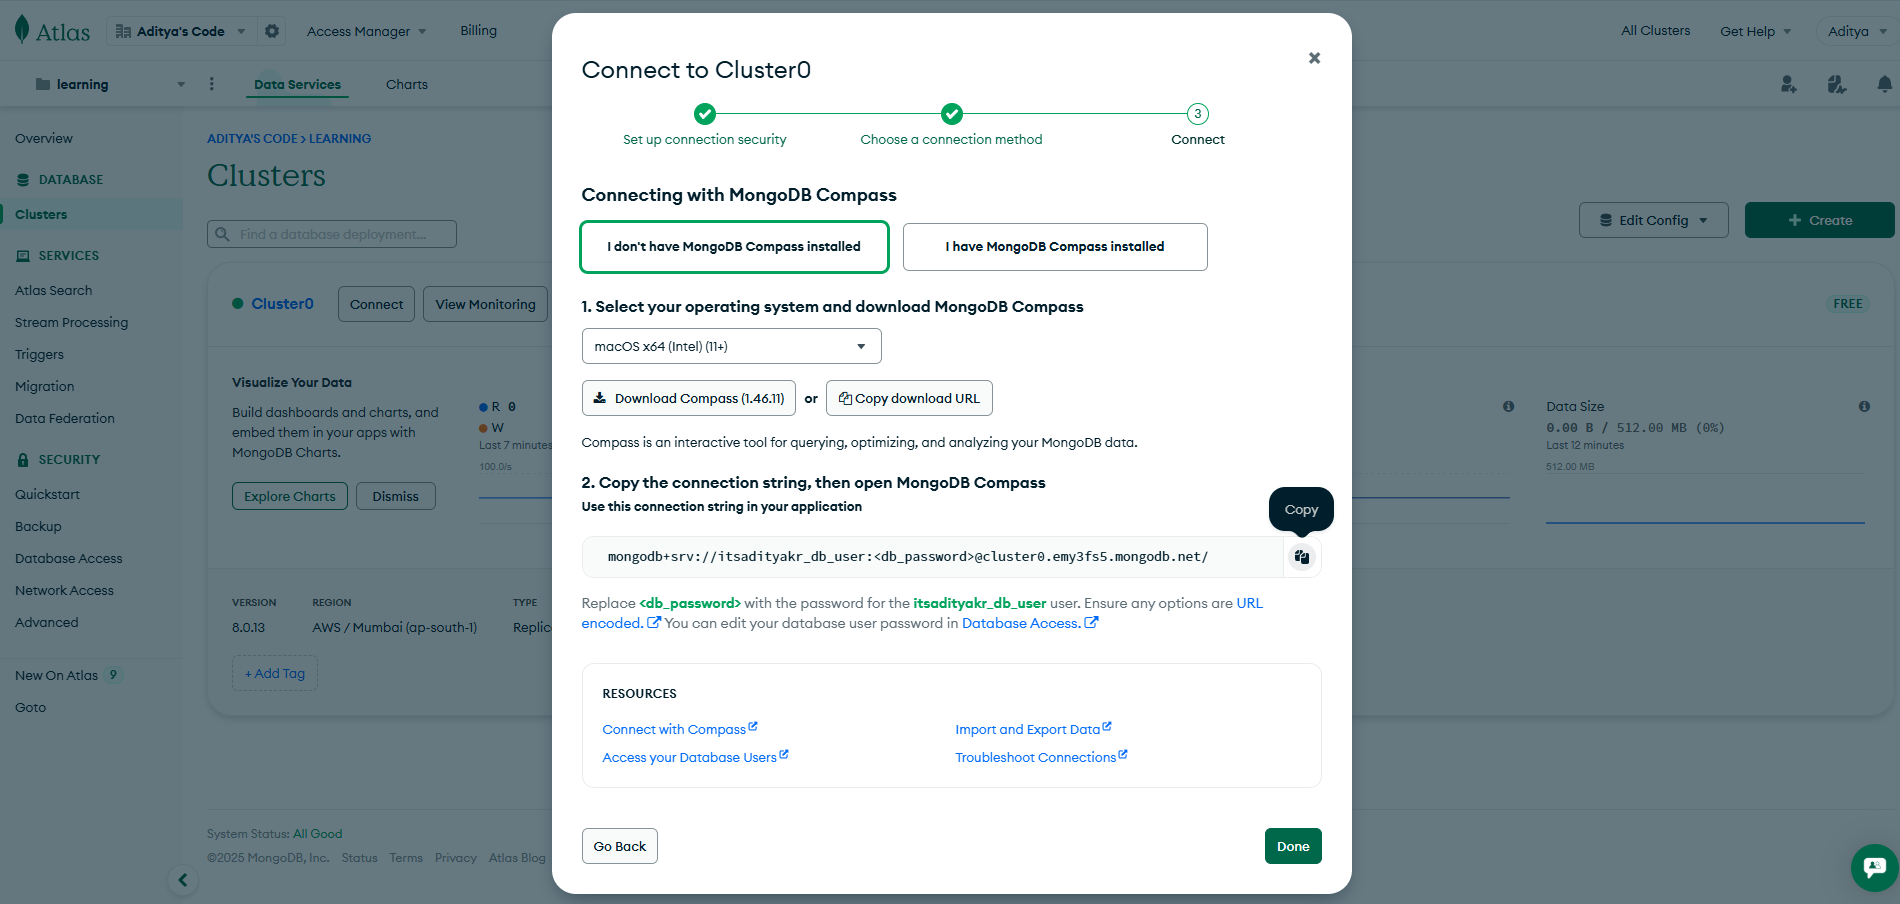 Atlas
Aditya's Code
Access Manager
Billing
All Clusters
Get Help
Aditya
learning
Data Services
Charts
Overview
DATABASE
Clusters
SERVICES
Atlas Search
Stream Processing
Triggers
Migration
Data Federation
SECURITY
Quickstart
Backup
Database Access
Network Access
Advanced
New On Atlas 9
Goto
ADITYA'S CODE > LEARNING
Clusters
Find a database deployment...
Edit Config
+ Create
Cluster0
Connect
View Monitoring
FREE
Visualize Your Data
Build dashboards and charts, and
embed them in your apps with
MongoDB Charts.
Explore Charts
Dismiss
R 0
W
Last 7 minutes
100.0/s
Data Size
0.00 B / 512.00 MB (0%)
Last 12 minutes
512.00 MB
VERSION
REGION
TYPE
8.0.13
AWS / Mumbai (ap-south-1)
Replic
+ Add Tag
System Status: All Good
©2025 MongoDB, Inc. Status Terms Privacy Atlas Blog
Connect to Cluster0
3
Set up connection security
Choose a connection method
Connect
Connecting with MongoDB Compass
I don't have MongoDB Compass installed
I have MongoDB Compass installed
1. Select your operating system and download MongoDB Compass
macOS x64 (Intel) (11+)
Download Compass (1.46.11) or Copy download URL
Compass is an interactive tool for querying, optimizing, and analyzing your MongoDB data.
2. Copy the connection string, then open MongoDB Compass
Use this connection string in your application
Copy
mongodb+srv://itsadityakr_db_user:<db_password>@cluster0.emy3fs5.mongodb.net/
Replace <db_password> with the password for the itsadityakr_db_user user. Ensure any options are URL
encoded. You can edit your database user password in Database Access.
RESOURCES
Connect with Compass
Import and Export Data
Access your Database Users
Troubleshoot Connections
Go Back
Done